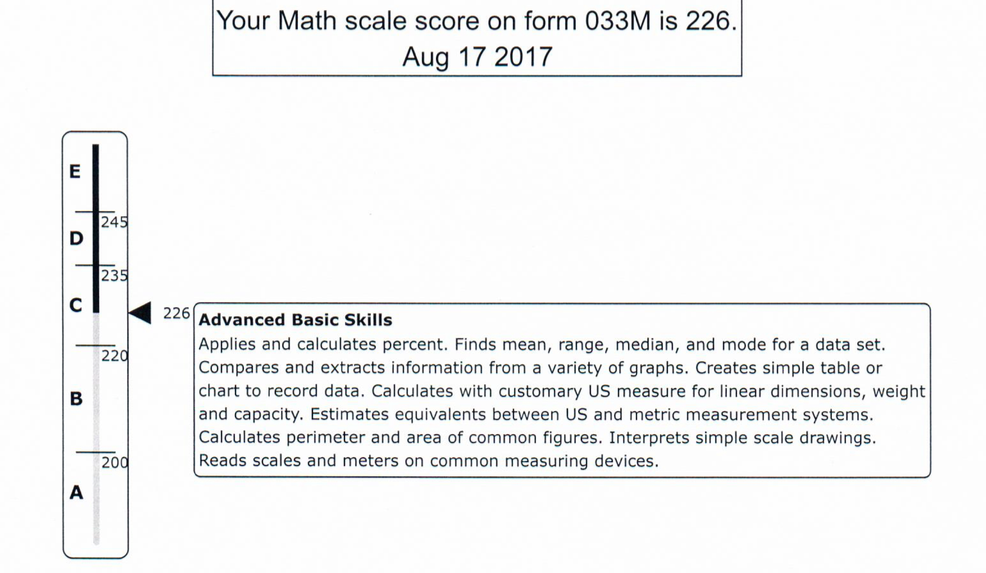 Your Math scale score on form 033M is 226.
Aug 17 2017
E
245
D
235
C
226
220
B
200
A
Advanced Basic Skills
Applies and calculates percent. Finds mean, range, median, and mode for a data set.
Compares and extracts information from a variety of graphs. Creates simple table or
chart to record data. Calculates with customary US measure for linear dimensions, weight
and capacity. Estimates equivalents between US and metric measurement systems.
Calculates perimeter and area of common figures. Interprets simple scale drawings.
Reads scales and meters on common measuring devices.